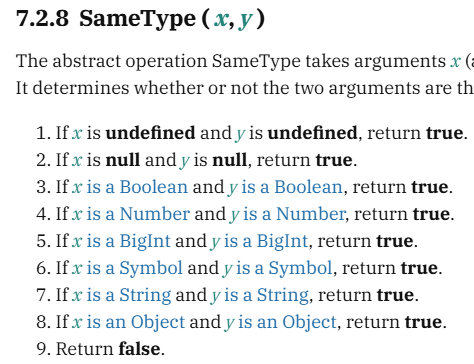 7.2.8 SameType ( x, y )
The abstract operation SameType takes arguments x (
It determines whether or not the two arguments are th
1. If x is undefined and y is undefined, return true.
2. If x is null and y is null, return true.
3. If x is a Boolean and y is a Boolean, return true.
4. If x is a Number and y is a Number, return true.
5. If x is a BigInt and y is a BigInt, return true.
6. If x is a Symbol and y is a Symbol, return true.
7. If x is a String and y is a String, return true.
8. If x is an Object and y is an Object, return true.
9. Return false.